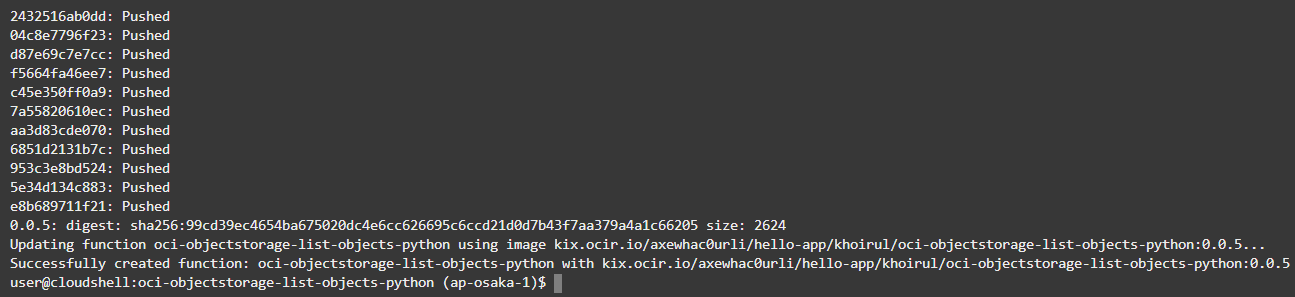 2432516ab0dd: Pushed
04c8e7796f23: Pushed
d87e69c7e7cc: Pushed
f5664fa46ee7: Pushed
c45e350ff0a9: Pushed
7a55820610ec: Pushed
aa3d83cde070: Pushed
6851d2131b7c: Pushed
953c3e8bd524: Pushed
5e34d134c883: Pushed
e8b689711f21: Pushed
0.0.5: digest: sha256:99cd39ec4654ba675020dc4e6cc626695c6ccd21d0d7b43f7aa379a4a1c66205 size: 2624
Updating function oci-objectstorage-list-objects-python using image kix.ocir.io/axewhac0urli/hello-app/khoirul/oci-objectstorage-list-objects-python:0.0.5...
Successfully created function: oci-objectstorage-list-objects-python with kix.ocir.io/axewhac0urli/hello-app/khoirul/oci-objectstorage-list-objects-python:0.0.5
user@cloudshell:oci-objectstorage-list-objects-python (ap-osaka-1)$